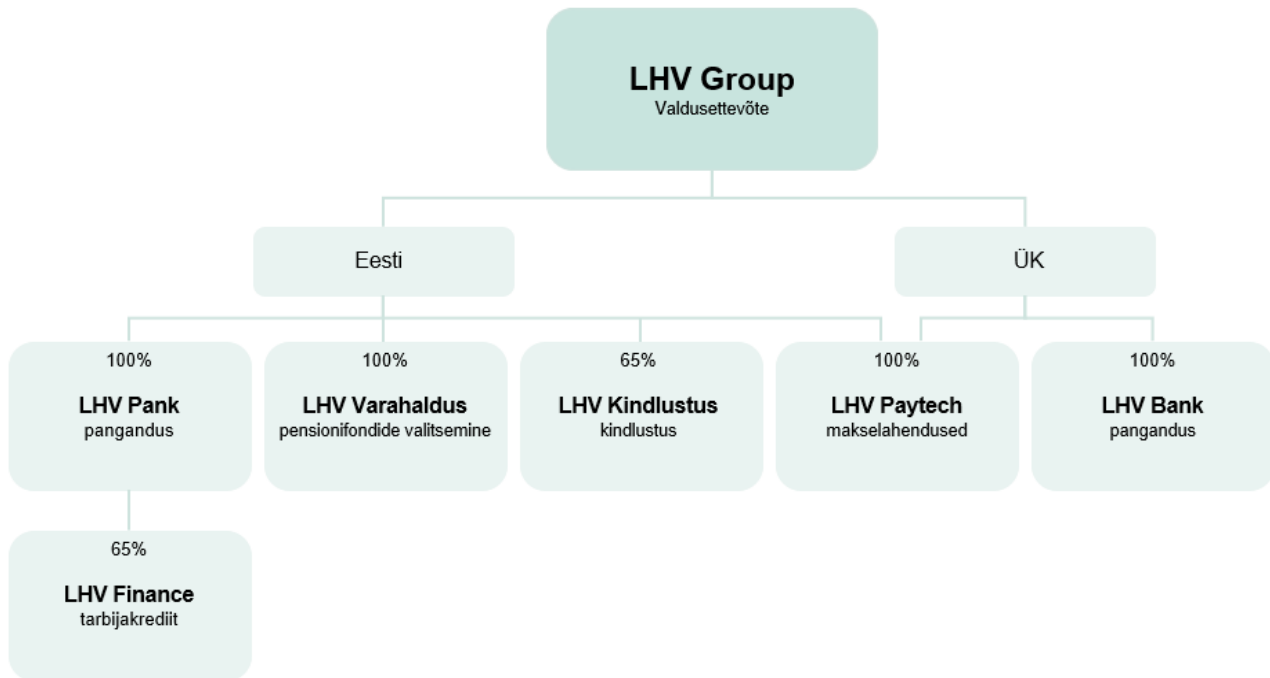 LHV Group
Valdusettevõte
Eesti
ÜK
100%
LHV Pank
pangandus
100%
LHV Varahaldus
pensionifondide valitsemine
65%
LHV Kindlustus
kindlustus
100%
LHV Paytech
makselahendused
100%
LHV Bank
pangandus
65%
LHV Finance
tarbijakrediit